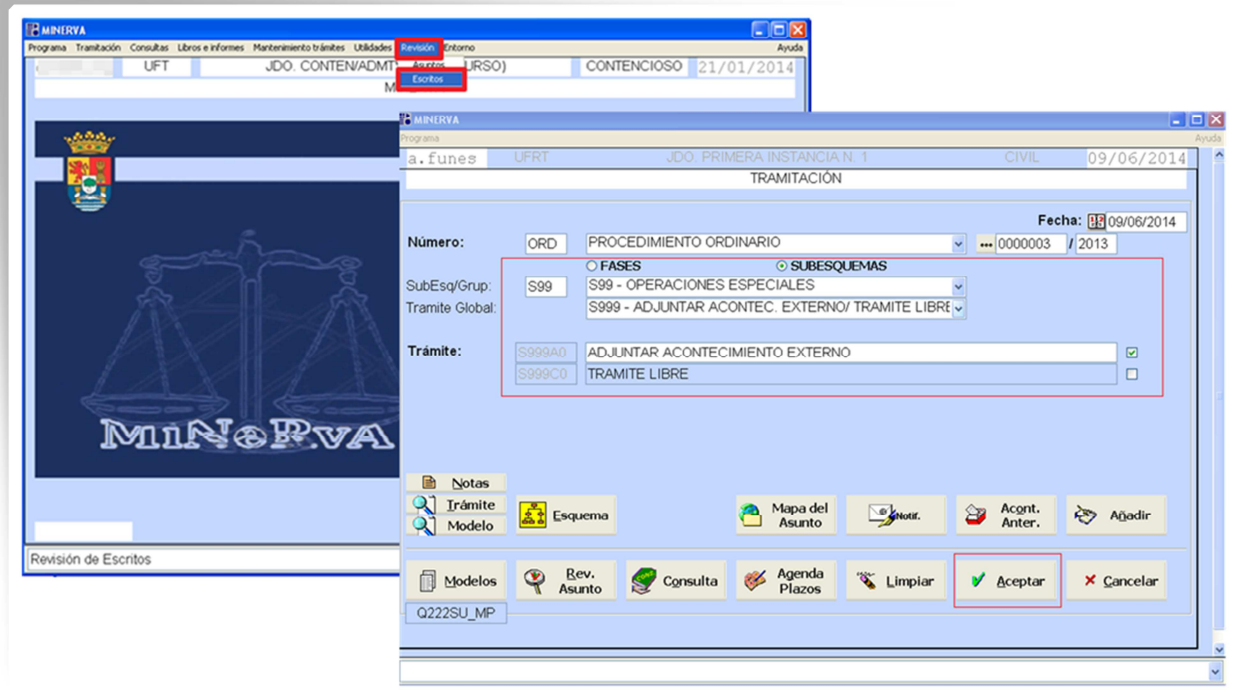 MINERVA
Programa Tramitación Consultas Libros e informes Mantenimiento trámites Utilidades Revisión Entorno Ayuda
UFT JDO. CONTEN/ADMT Asuntos URSO) CONTENCIOSO 21/01/2014
Escritos
MiNeRVA
Revisión de Escritos
MINERVA
Programa Ayuda
a.funes UFRT JDO. PRIMERA INSTANCIA N. 1 CIVIL 09/06/2014
TRAMITACIÓN
Fecha: 09/06/2014
Número: ORD PROCEDIMIENTO ORDINARIO ... 0000003 / 2013
FASES SUBESQUEMAS
SubEsq/Grup: S99 S99 - OPERACIONES ESPECIALES
Tramite Global: S999 - ADJUNTAR ACONTEC. EXTERNO/ TRAMITE LIBRE
Trámite: S999A0 ADJUNTAR ACONTECIMIENTO EXTERNO
S999C0 TRAMITE LIBRE
Notas
Trámite
Modelo
Esquema
Mapa del
Asunto
Notif.
Acont.
Anter.
Añadir
Modelos
Rev.
Asunto
Consulta
Agenda
Plazos
Limpiar
Aceptar
Cancelar
Q222SU_MP